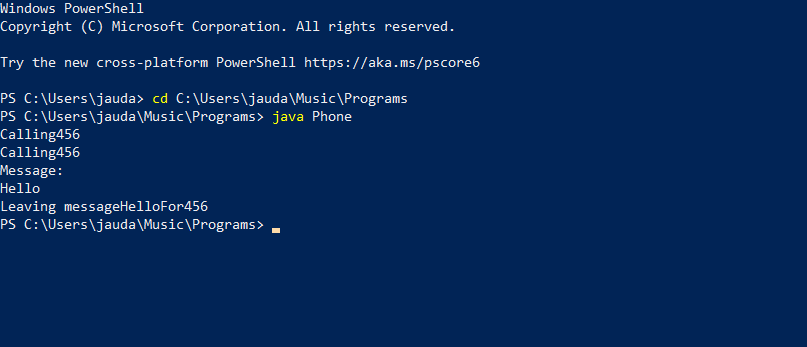 Windows PowerShell
Copyright (C) Microsoft Corporation. All rights reserved.
Try the new cross-platform PowerShell https://aka.ms/pscore6
PS C:\Users\jauda> cd C:\Users\jauda\Music\Programs
PS C:\Users\jauda\Music\Programs> java Phone
Calling456
Calling456
Message:
Hello
Leaving messageHelloFor456
PS C:\Users\jauda\Music\Programs>